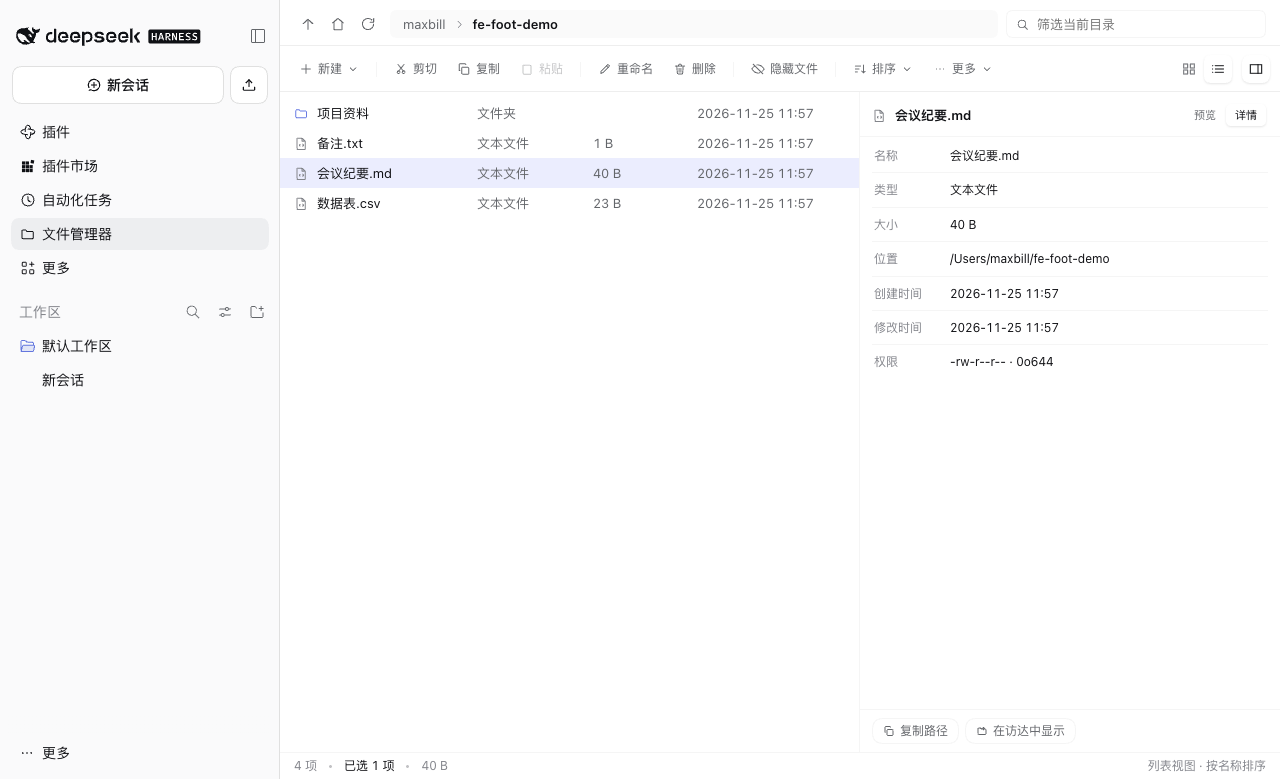 deepseek HARNESS
新会话
插件
插件市场
自动化任务
文件管理器
更多
工作区
默认工作区
新会话
更多
maxbill fe-foot-demo
筛选当前目录
新建 剪切 复制 粘贴 重命名 删除 隐藏文件 排序 更多
项目资料 文件夹 2026-11-25 11:57
备注.txt 文本文件 1 B 2026-11-25 11:57
会议纪要.md 文本文件 40 B 2026-11-25 11:57
数据表.csv 文本文件 23 B 2026-11-25 11:57
会议纪要.md 预览 详情
名称 会议纪要.md
类型 文本文件
大小 40 B
位置 /Users/maxbill/fe-foot-demo
创建时间 2026-11-25 11:57
修改时间 2026-11-25 11:57
权限 -rw-r--r-- · 0o644
复制路径 在访达中显示
4 项 • 已选 1 项 • 40 B
列表视图 · 按名称排序